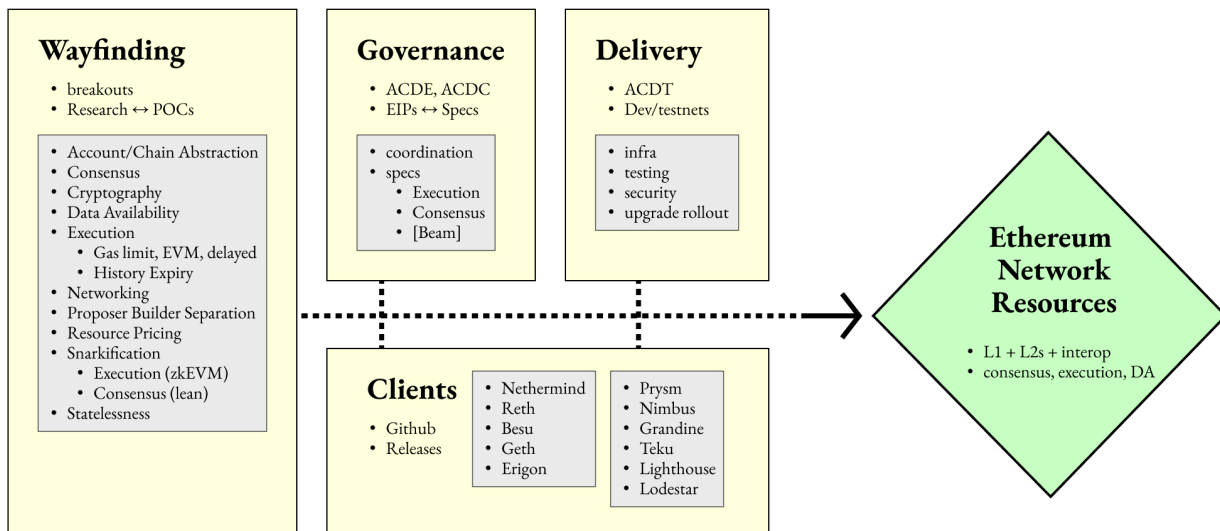 Wayfinding
• breakouts
• Research ↔ POCs
• Account/Chain Abstraction
• Consensus
• Cryptography
• Data Availability
• Execution
• Gas limit, EVM, delayed
• History Expiry
• Networking
• Proposer Builder Separation
• Resource Pricing
• Snarkification
• Execution (zkEVM)
• Consensus (lean)
• Statelessness
Governance
• ACDE, ACDC
• EIPs ↔ Specs
• coordination
• specs
• Execution
• Consensus
• [Beam]
Delivery
• ACDT
• Dev/testnets
• infra
• testing
• security
• upgrade rollout
Clients
• Github
• Releases
• Nethermind
• Reth
• Besu
• Geth
• Erigon
• Prysm
• Nimbus
• Grandine
• Teku
• Lighthouse
• Lodestar
Ethereum
Network
Resources
• L1 + L2s + interop
• consensus, execution, DA